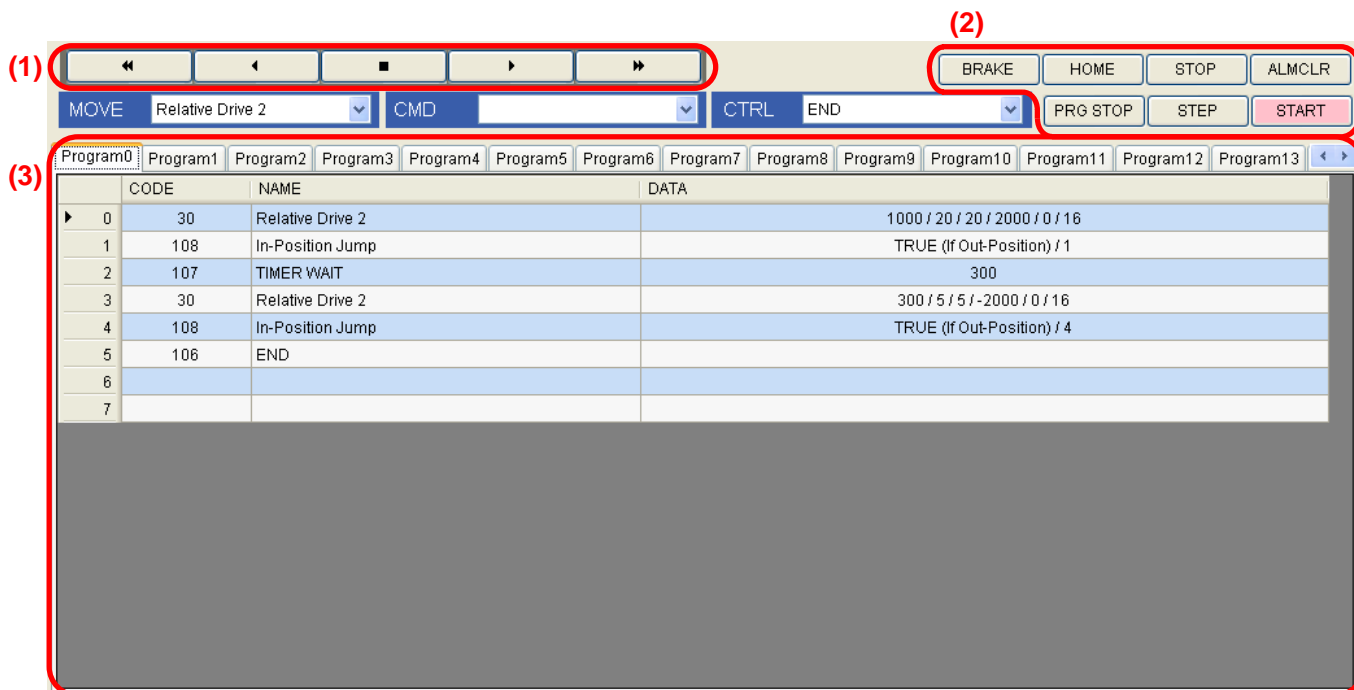 (2)
(1)
BRAKE HOME STOP ALMCLR
MOVE Relative Drive 2 CMD CTRL END PRG STOP STEP START
(3)
Program0 Program1 Program2 Program3 Program4 Program5 Program6 Program7 Program8 Program9 Program10 Program11 Program12 Program13
CODE NAME DATA
0 30 Relative Drive 2 1000 / 20 / 20 / 2000 / 0 / 16
1 108 In-Position Jump TRUE (If Out-Position) / 1
2 107 TIMER WAIT 300
3 30 Relative Drive 2 300 / 5 / 5 / -2000 / 0 / 16
4 108 In-Position Jump TRUE (If Out-Position) / 4
5 106 END
6
7